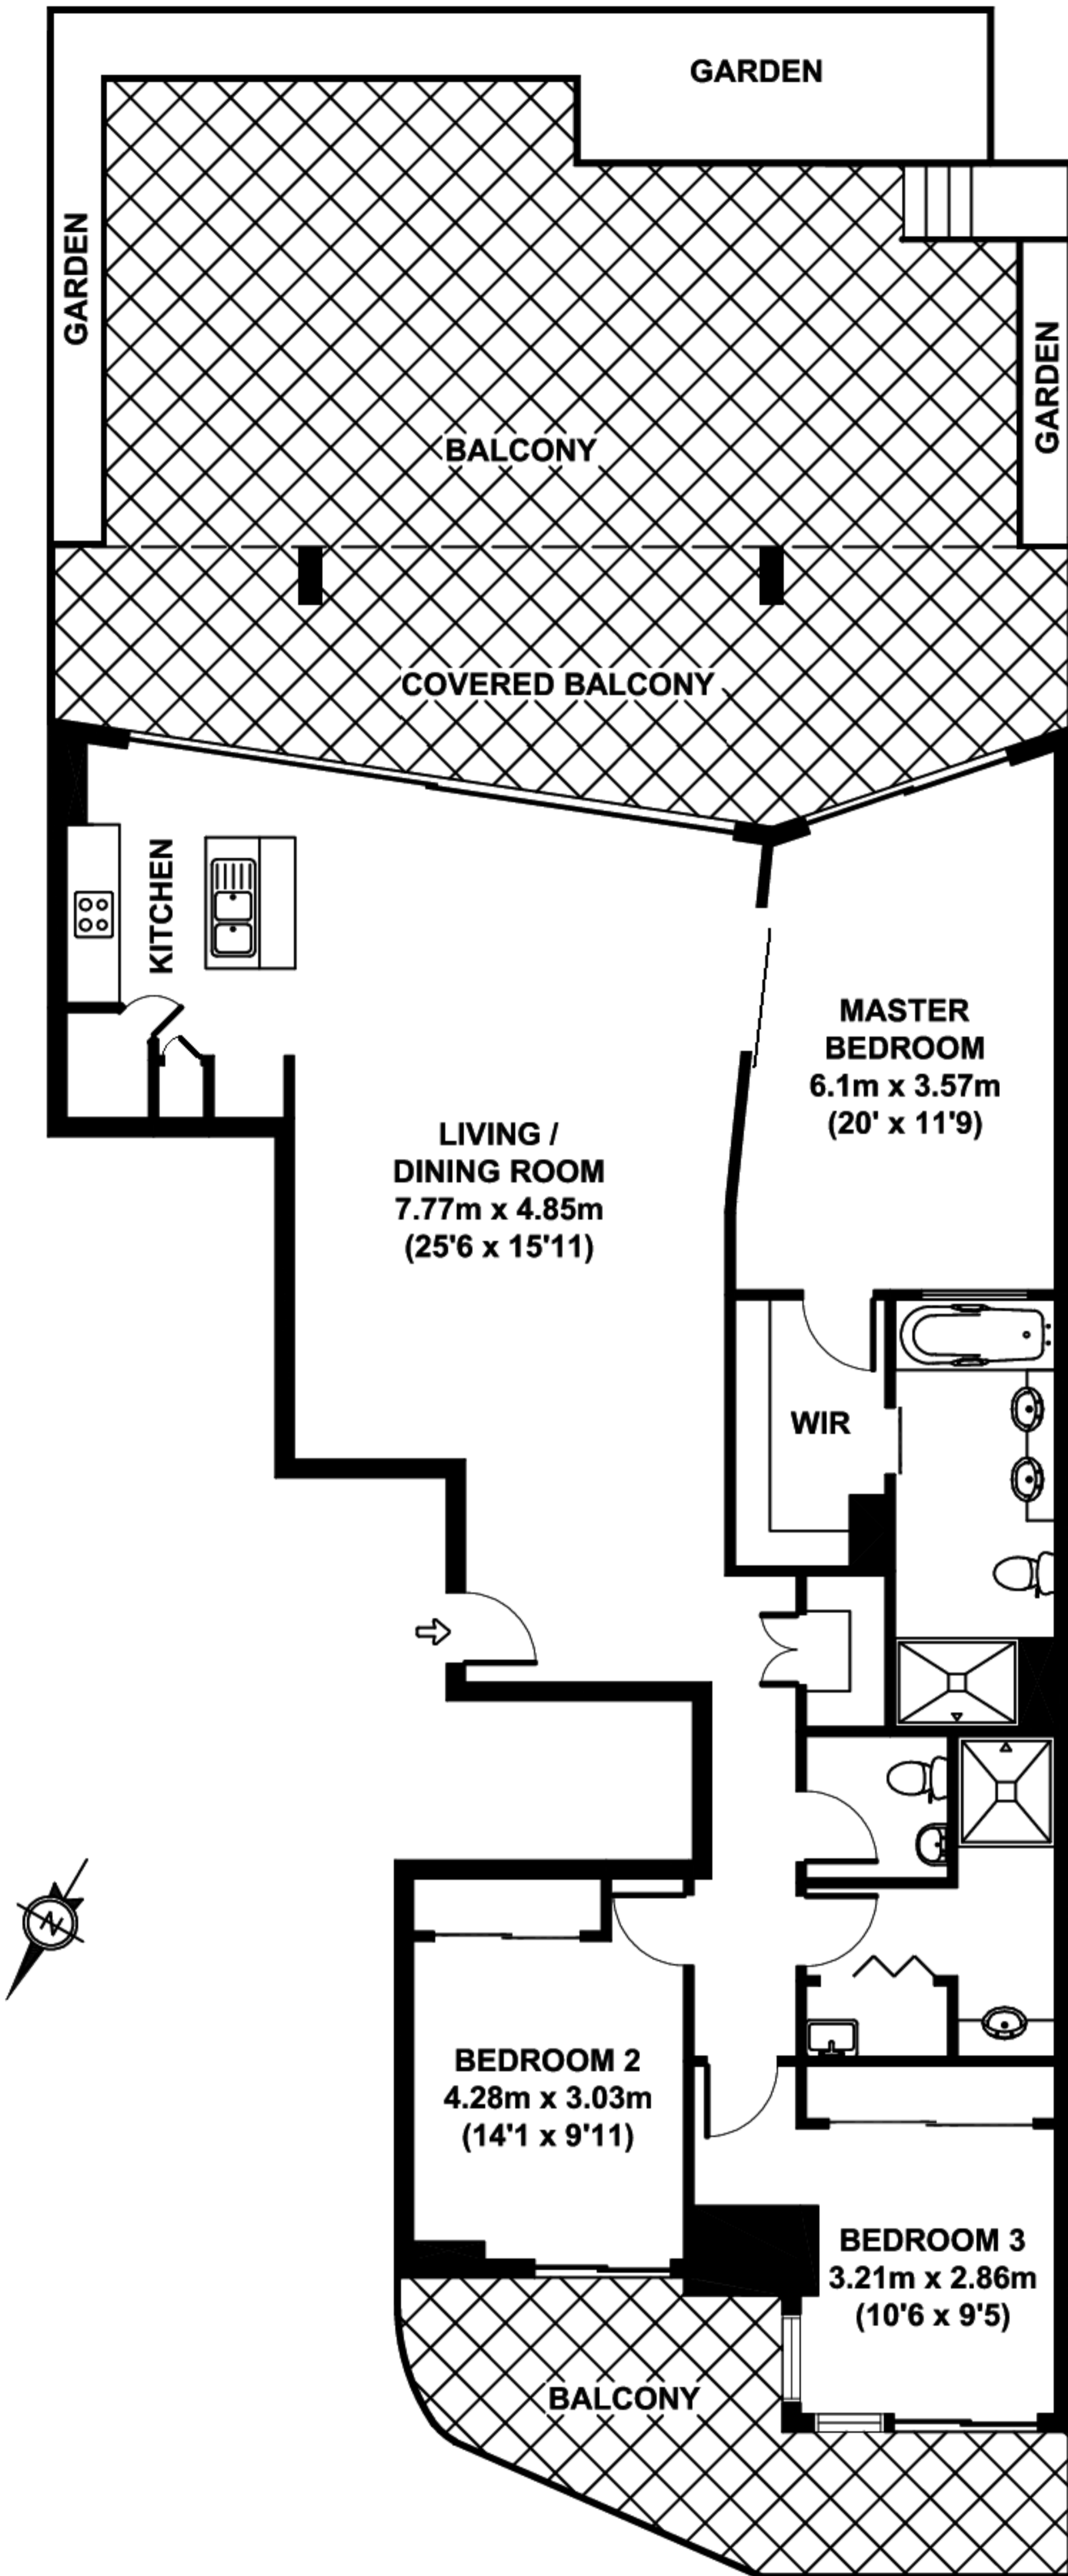 GARDEN
GARDEN
GARDEN
BALCONY
COVERED BALCONY
KITCHEN
MASTER
BEDROOM
6.1m x 3.57m
(20' x 11'9)
LIVING /
DINING ROOM
7.77m x 4.85m
(25'6 x 15'11)
WIR
N
BEDROOM 2
4.28m x 3.03m
(14'1 x 9'11)
BEDROOM 3
3.21m x 2.86m
(10'6 x 9'5)
BALCONY